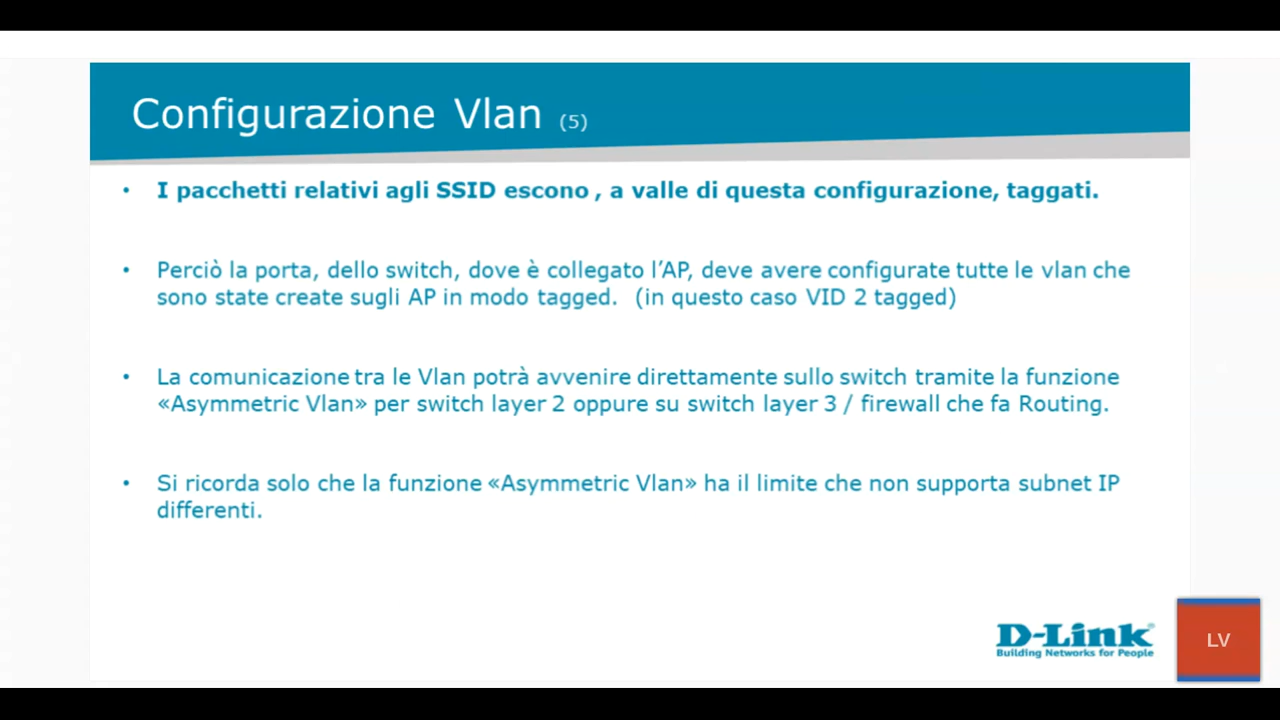 Configurazione Vlan (5)
• I pacchetti relativi agli SSID escono , a valle di questa configurazione, taggati.
• Perciò la porta, dello switch, dove è collegato l’AP, deve avere configurate tutte le vlan che
sono state create sugli AP in modo tagged. (in questo caso VID 2 tagged)
• La comunicazione tra le Vlan potrà avvenire direttamente sullo switch tramite la funzione
«Asymmetric Vlan» per switch layer 2 oppure su switch layer 3 / firewall che fa Routing.
• Si ricorda solo che la funzione «Asymmetric Vlan» ha il limite che non supporta subnet IP
differenti.
D-Link®
Building Networks for People
LV